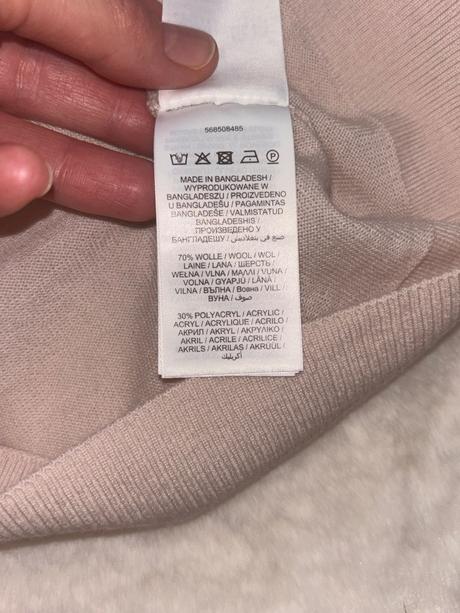 568508485
MADE IN BANGLADESH /
WYPRODUKOWANE W
BANGLADESZU / PROIZVEDENO
U BANGLADEŠU / PAGAMINTAS
BANGLADEŠE / VALMISTATUD
BANGLADESHIS /
ПРОИЗВЕДЕНО У
БАНГЛАДЕШУ / صنع في بنغلاديش
70% WOLLE / WOOL / WOL /
LAINE / LANA / ШЕРСТЬ /
WEŁNA / VLNA / ΜΑΛΛΙ / VUNA /
VOLNA / GYAPJÚ / LÂNĂ /
VILNA / ВЪЛНА / Вовна / VILL /
ВУНА / صوف
30% POLYACRYL / ACRYLIC /
ACRYL / ACRYLIQUE / ACRILO /
АКРИЛ / AKRYL / ΑΚΡΥΛΙΚΟ /
AKRIL / ACRILE / ACRILICE /
AKRILS / AKRILAS / AKRÜÜL /
أكريليك